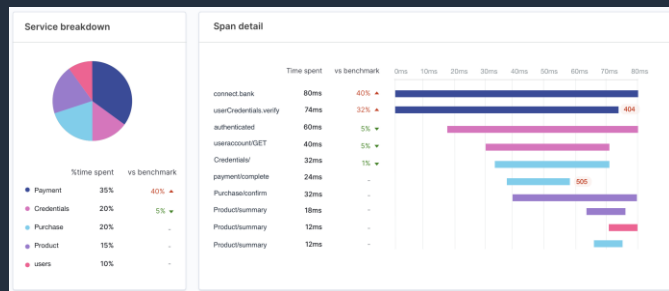 Service breakdown
%time spent vs benchmark
Payment 35% 40% ▲
Credentials 20% 5% ▼
Purchase 20% -
Product 15% -
users 10% -
Span detail
Time spent vs benchmark 0ms 10ms 20ms 30ms 40ms 50ms 60ms 70ms 80ms
connect.bank 80ms 40% ▲
userCredentials.verify 74ms 32% ▲ 404
authenticated 60ms 5% ▼
useraccount/GET 40ms 5% ▼
Credentials/ 32ms 1% ▼
payment/complete 24ms - 505
Purchase/confirm 32ms -
Product/summary 18ms -
Product/summary 12ms -
Product/summary 12ms -